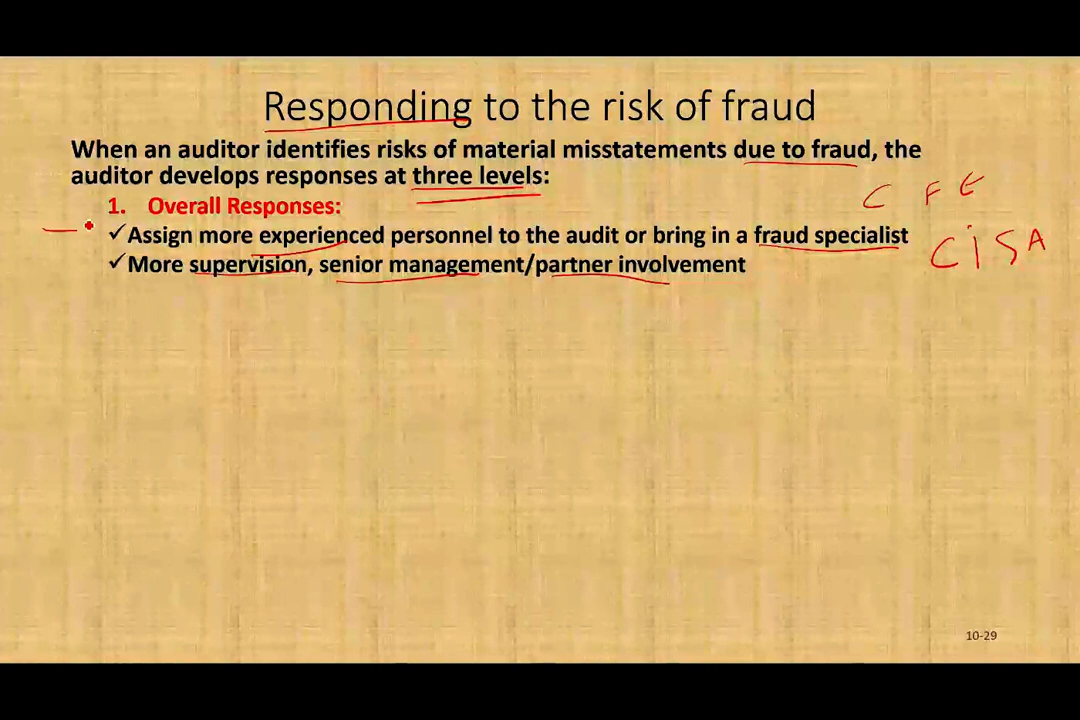 Responding to the risk of fraud
When an auditor identifies risks of material misstatements due to fraud, the
auditor develops responses at three levels:
C F E
1. Overall Responses:
✓Assign more experienced personnel to the audit or bring in a fraud specialist
CiSA
✓More supervision, senior management/partner involvement
10-29